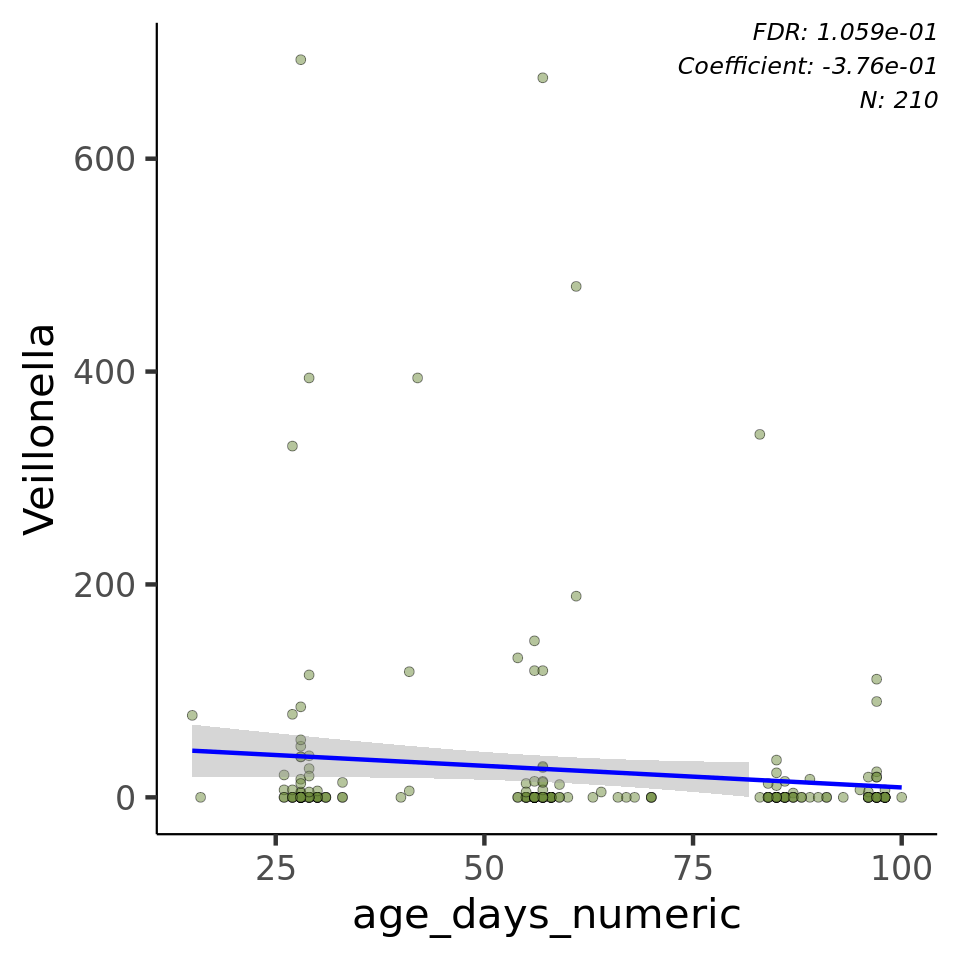 FDR: 1.059e-01
Coefficient: -3.76e-01
N: 210
600
400
200
0
Veillonella
25 50 75 100
age_days_numeric